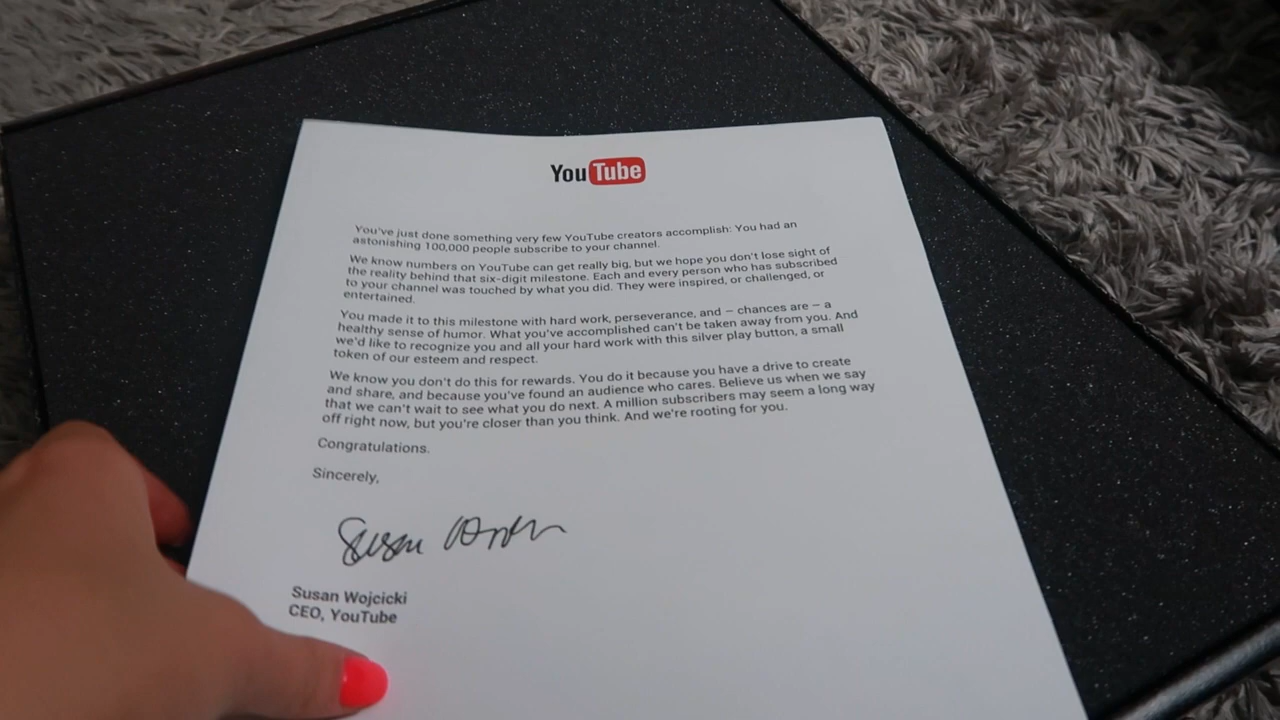 YouTube
You've just done something very few YouTube creators accomplish: You had an
astonishing 100,000 people subscribe to your channel.
We know numbers on YouTube can get really big, but we hope you don't lose sight of
the reality behind that six-digit milestone. Each and every person who has subscribed
to your channel was touched by what you did. They were inspired, or challenged, or
entertained.
You made it to this milestone with hard work, perseverance, and – chances are – a
healthy sense of humor. What you've accomplished can't be taken away from you. And
we'd like to recognize you and all your hard work with this silver play button, a small
token of our esteem and respect.
We know you don't do this for rewards. You do it because you have a drive to create
and share, and because you've found an audience who cares. Believe us when we say
that we can't wait to see what you do next. A million subscribers may seem a long way
off right now, but you're closer than you think. And we're rooting for you.
Congratulations.
Sincerely,
Susan Wojcicki
Susan Wojcicki
CEO, YouTube